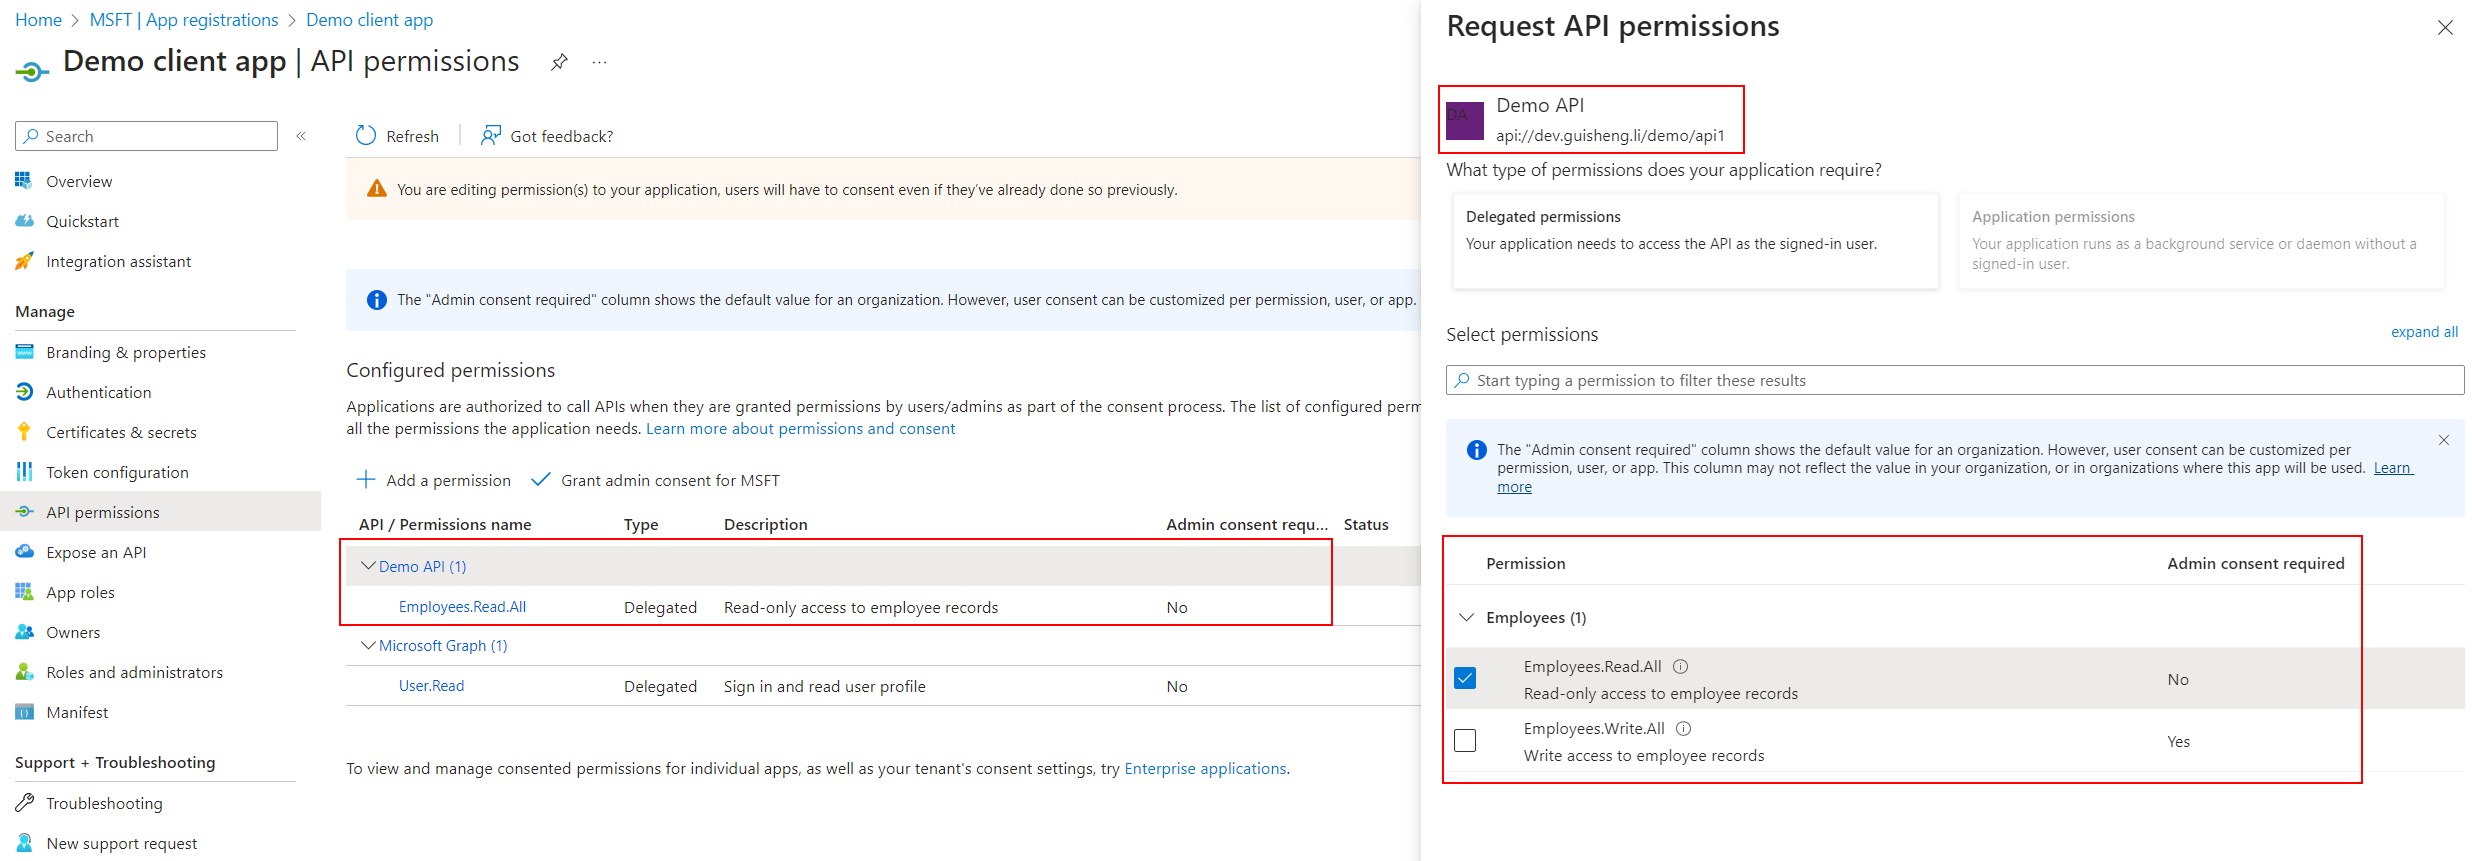 Home > MSFT | App registrations > Demo client app
Demo client app | API permissions
Search
Overview
Quickstart
Integration assistant
Manage
Branding & properties
Authentication
Certificates & secrets
Token configuration
API permissions
Expose an API
App roles
Owners
Roles and administrators
Manifest
Support + Troubleshooting
Troubleshooting
New support request
Refresh
Got feedback?
You are editing permission(s) to your application, users will have to consent even if they've already done so previously.
The "Admin consent required" column shows the default value for an organization. However, user consent can be customized per permission, user, or app.
Configured permissions
Applications are authorized to call APIs when they are granted permissions by users/admins as part of the consent process. The list of configured perm
all the permissions the application needs. Learn more about permissions and consent
Add a permission
Grant admin consent for MSFT
API / Permissions name Type Description Admin consent requ... Status
Demo API (1)
Employees.Read.All Delegated Read-only access to employee records No
Microsoft Graph (1)
User.Read Delegated Sign in and read user profile No
To view and manage consented permissions for individual apps, as well as your tenant's consent settings, try Enterprise applications.
Request API permissions
DA
Demo API
api://dev.guisheng.li/demo/api1
What type of permissions does your application require?
Delegated permissions
Your application needs to access the API as the signed-in user.
Application permissions
Your application runs as a background service or daemon without a
signed-in user.
Select permissions
expand all
Start typing a permission to filter these results
The "Admin consent required" column shows the default value for an organization. However, user consent can be customized per
permission, user, or app. This column may not reflect the value in your organization, or in organizations where this app will be used. Learn
more
Permission Admin consent required
Employees (1)
Employees.Read.All
Read-only access to employee records
No
Employees.Write.All
Write access to employee records
Yes